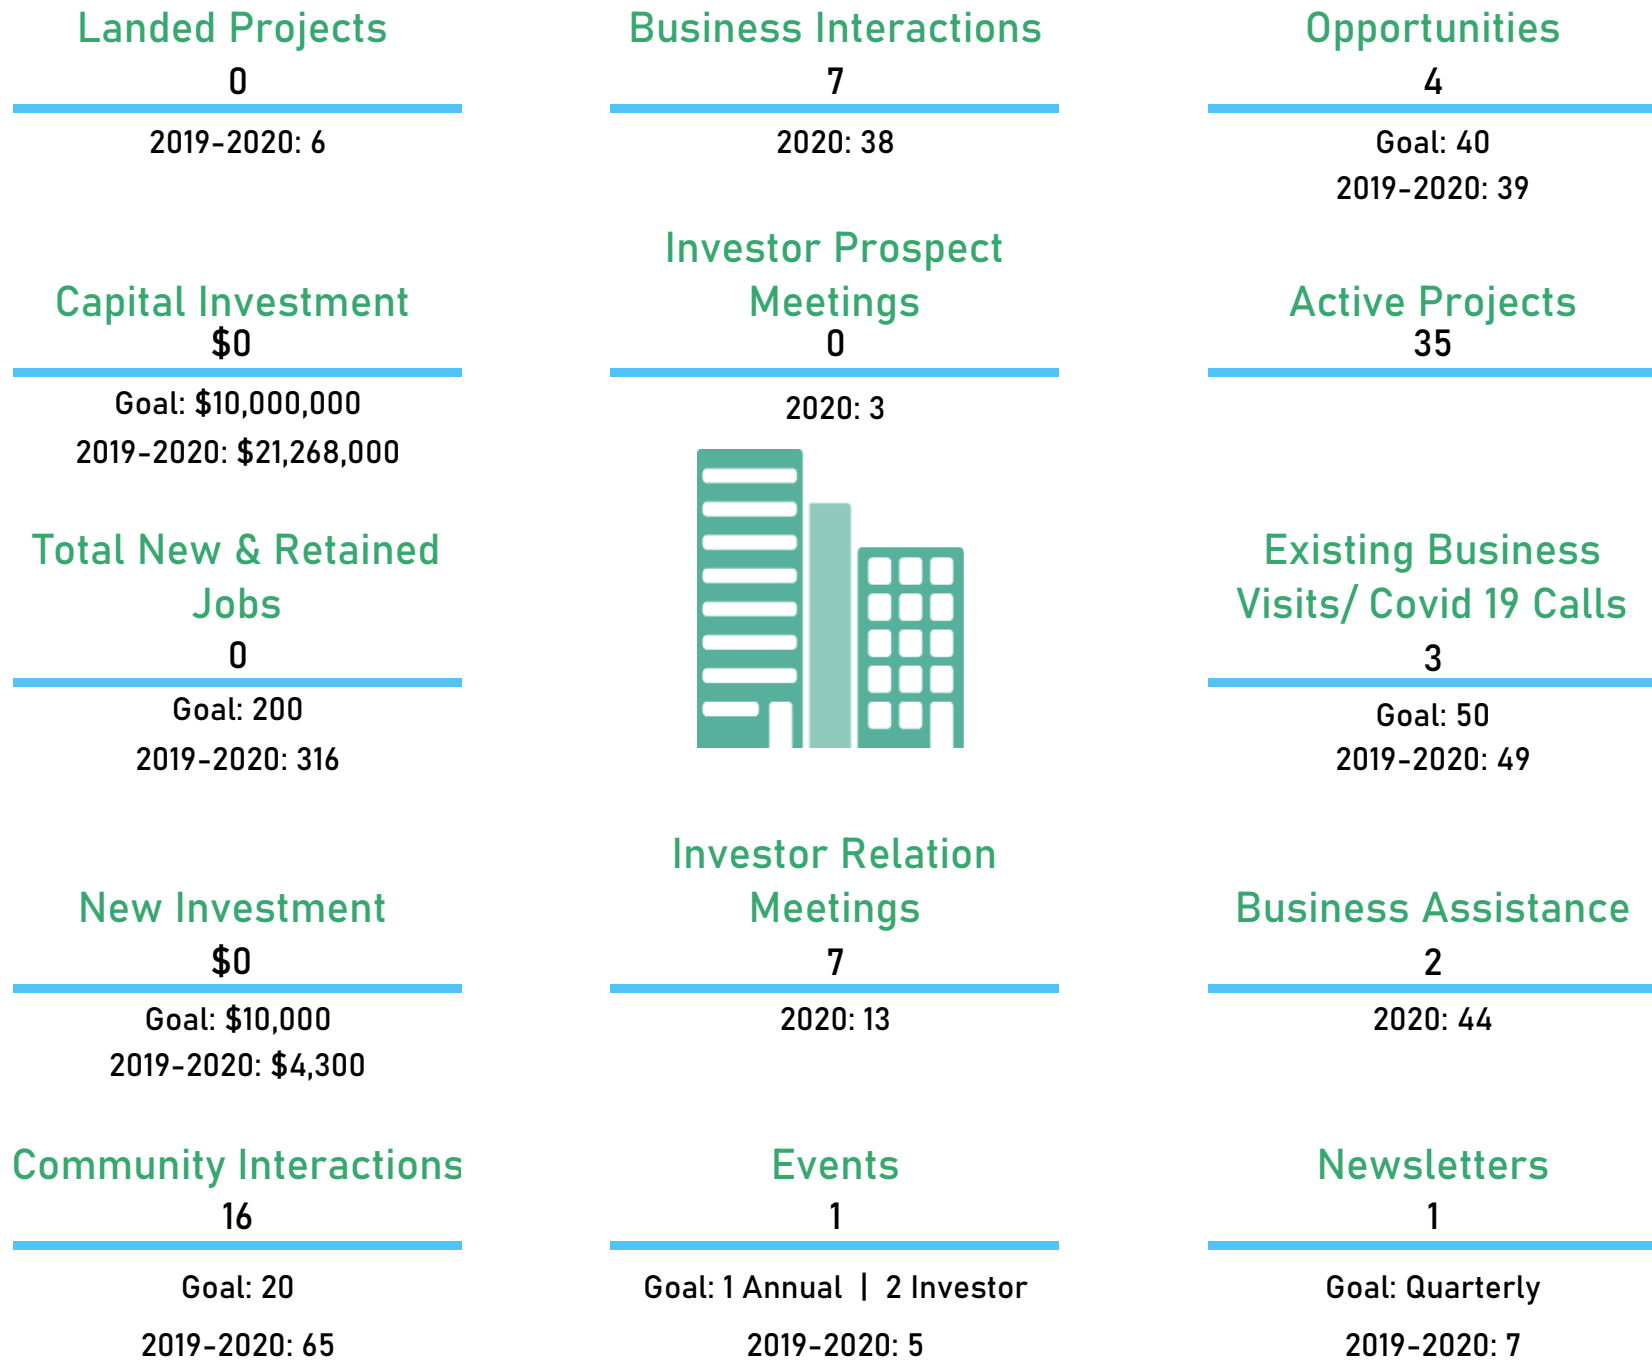 Landed Projects
0
2019-2020: 6
Business Interactions
7
2020: 38
Opportunities
4
Goal: 40
2019-2020: 39
Capital Investment
$0
Goal: $10,000,000
2019-2020: $21,268,000
Investor Prospect
Meetings
0
2020: 3
Active Projects
35
Total New & Retained
Jobs
0
Goal: 200
2019-2020: 316
Existing Business
Visits/ Covid 19 Calls
3
Goal: 50
2019-2020: 49
New Investment
$0
Goal: $10,000
2019-2020: $4,300
Investor Relation
Meetings
7
2020: 13
Business Assistance
2
2020: 44
Community Interactions
16
Goal: 20
2019-2020: 65
Events
1
Goal: 1 Annual | 2 Investor
2019-2020: 5
Newsletters
1
Goal: Quarterly
2019-2020: 7